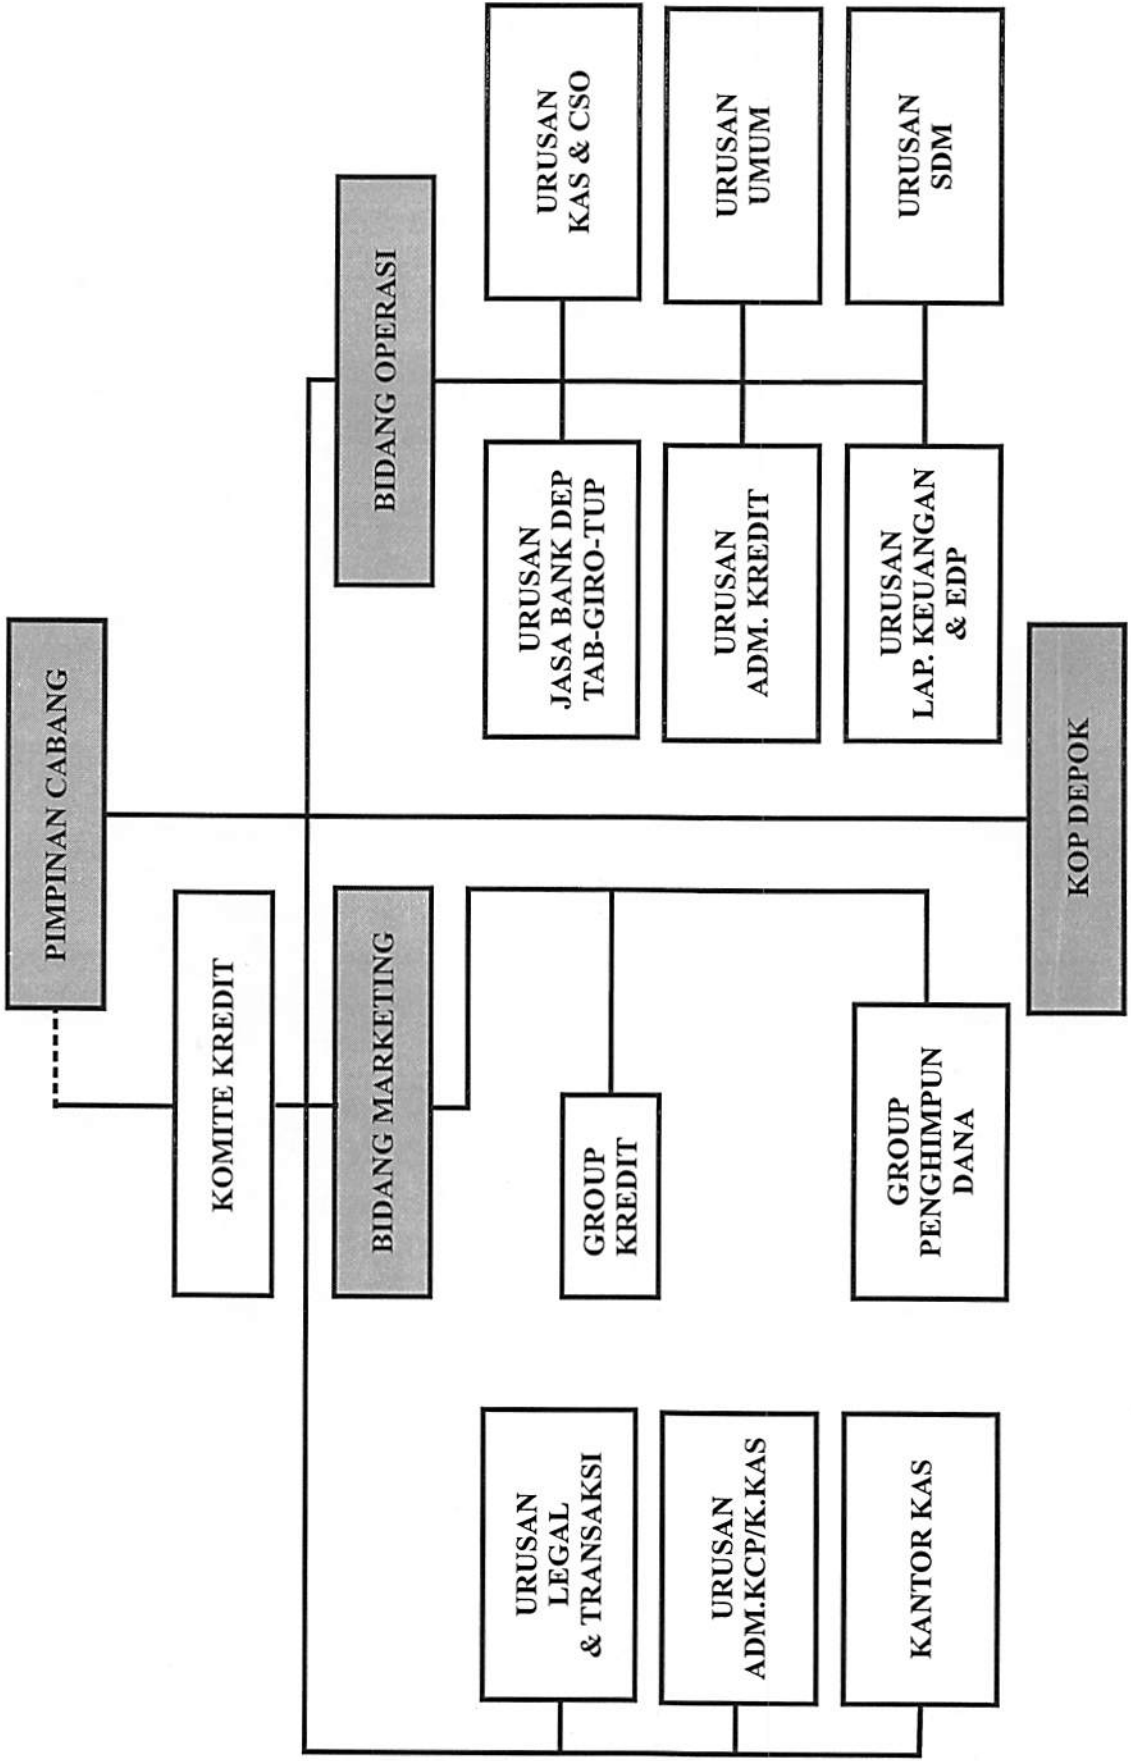 PIMPINAN CABANG
KOMITE KREDIT
BIDANG MARKETING
BIDANG OPERASI
URUSAN
LEGAL
& TRANSAKSI
GROUP
KREDIT
URUSAN
JASA BANK DEP
TAB-GIRO-TUP
URUSAN
KAS & CSO
URUSAN
ADM.KCP/K.KAS
URUSAN
ADM. KREDIT
URUSAN
UMUM
KANTOR KAS
GROUP
PENGHIMPUN
DANA
URUSAN
LAP. KEUANGAN
& EDP
URUSAN
SDM
KOP DEPOK